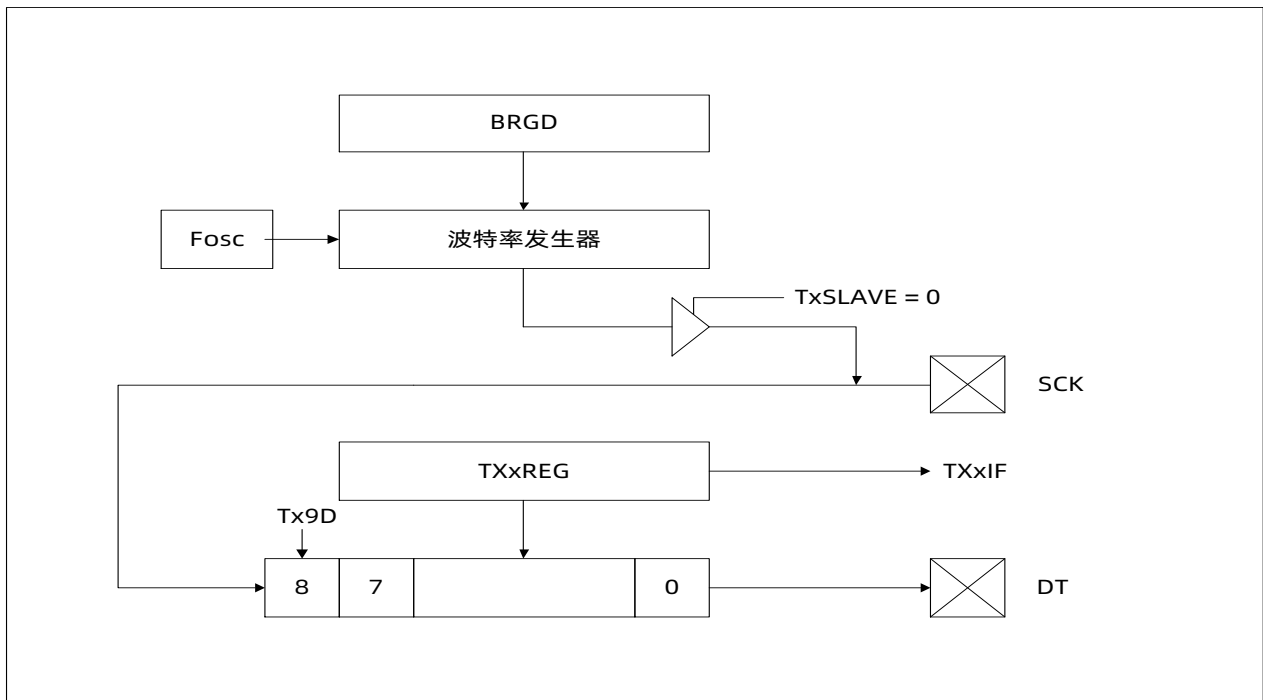 BRGD
Fosc
波特率发生器
TxSLAVE = 0
SCK
TXxREG
TXxIF
Tx9D
8
7
0
DT